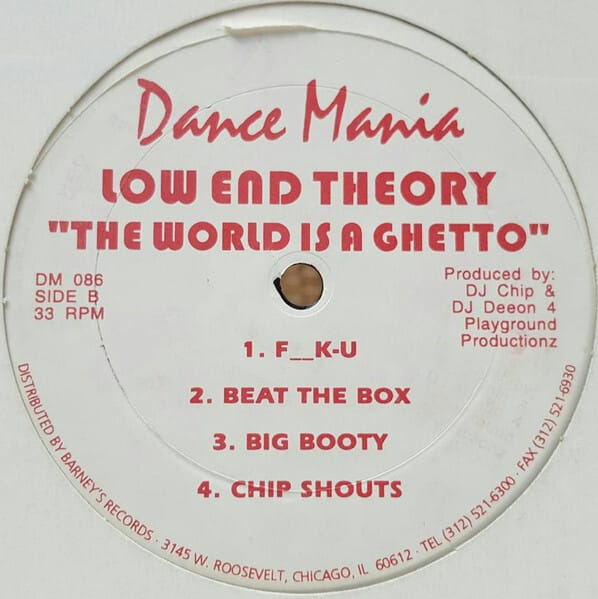 Dance Mania
LOW END THEORY
"THE WORLD IS A GHETTO"
DM 086
SIDE B
33 RPM
Produced by:
DJ Chip &
DJ Deeon 4
Playground
Productionz
1. F__K-U
2. BEAT THE BOX
3. BIG BOOTY
4. CHIP SHOUTS
DISTRIBUTED BY BARNEY'S RECORDS · 3145 W. ROOSEVELT, CHICAGO, IL 60612 · TEL (312) 521-6300 · FAX (312) 521-6930